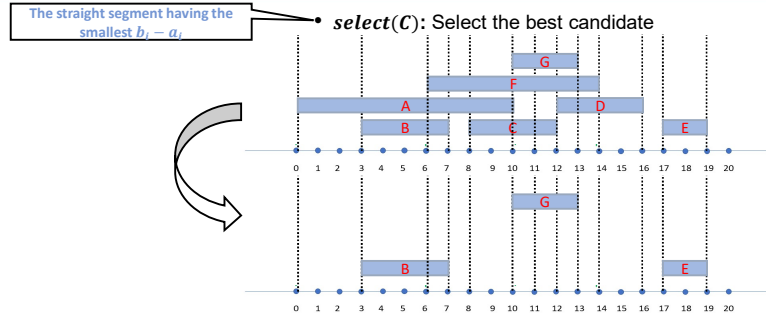 The straight segment having the
smallest b_i − a_i
• select(C): Select the best candidate
G
F
A D
B C E
0 1 2 3 4 5 6 7 8 9 10 11 12 13 14 15 16 17 18 19 20
G
B E
0 1 2 3 4 5 6 7 8 9 10 11 12 13 14 15 16 17 18 19 20